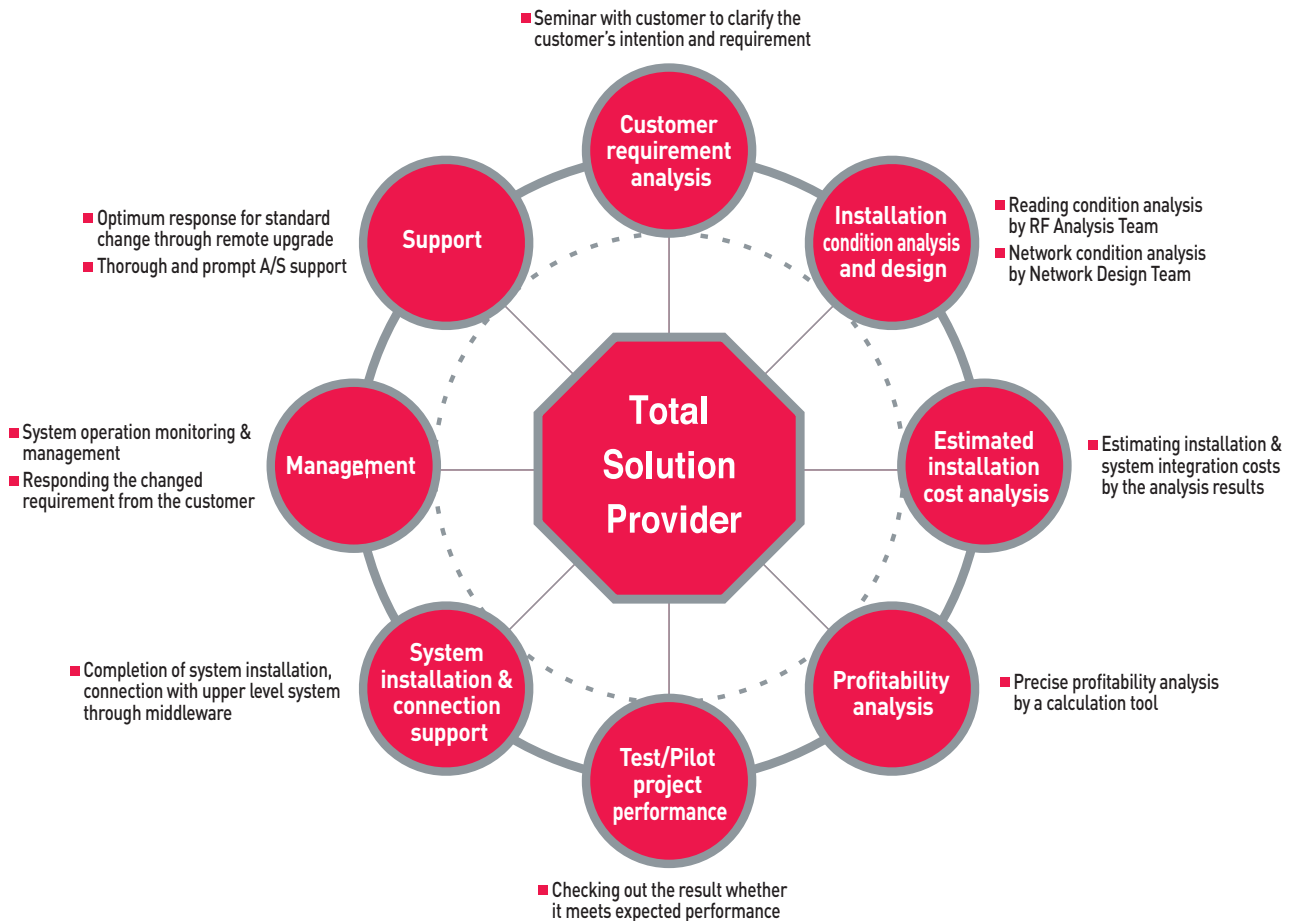 Seminar with customer to clarify the
customer's intention and requirement
Customer
requirement
analysis
Installation
condition analysis
and design
Reading condition analysis
by RF Analysis Team
Network condition analysis
by Network Design Team
Estimated
installation
cost analysis
Estimating installation &
system integration costs
by the analysis results
Profitability
analysis
Precise profitability analysis
by a calculation tool
Test/Pilot
project
performance
Checking out the result whether
it meets expected performance
System
installation &
connection
support
Completion of system installation,
connection with upper level system
through middleware
Management
System operation monitoring &
management
Responding the changed
requirement from the customer
Support
Optimum response for standard
change through remote upgrade
Thorough and prompt A/S support
Total
Solution
Provider